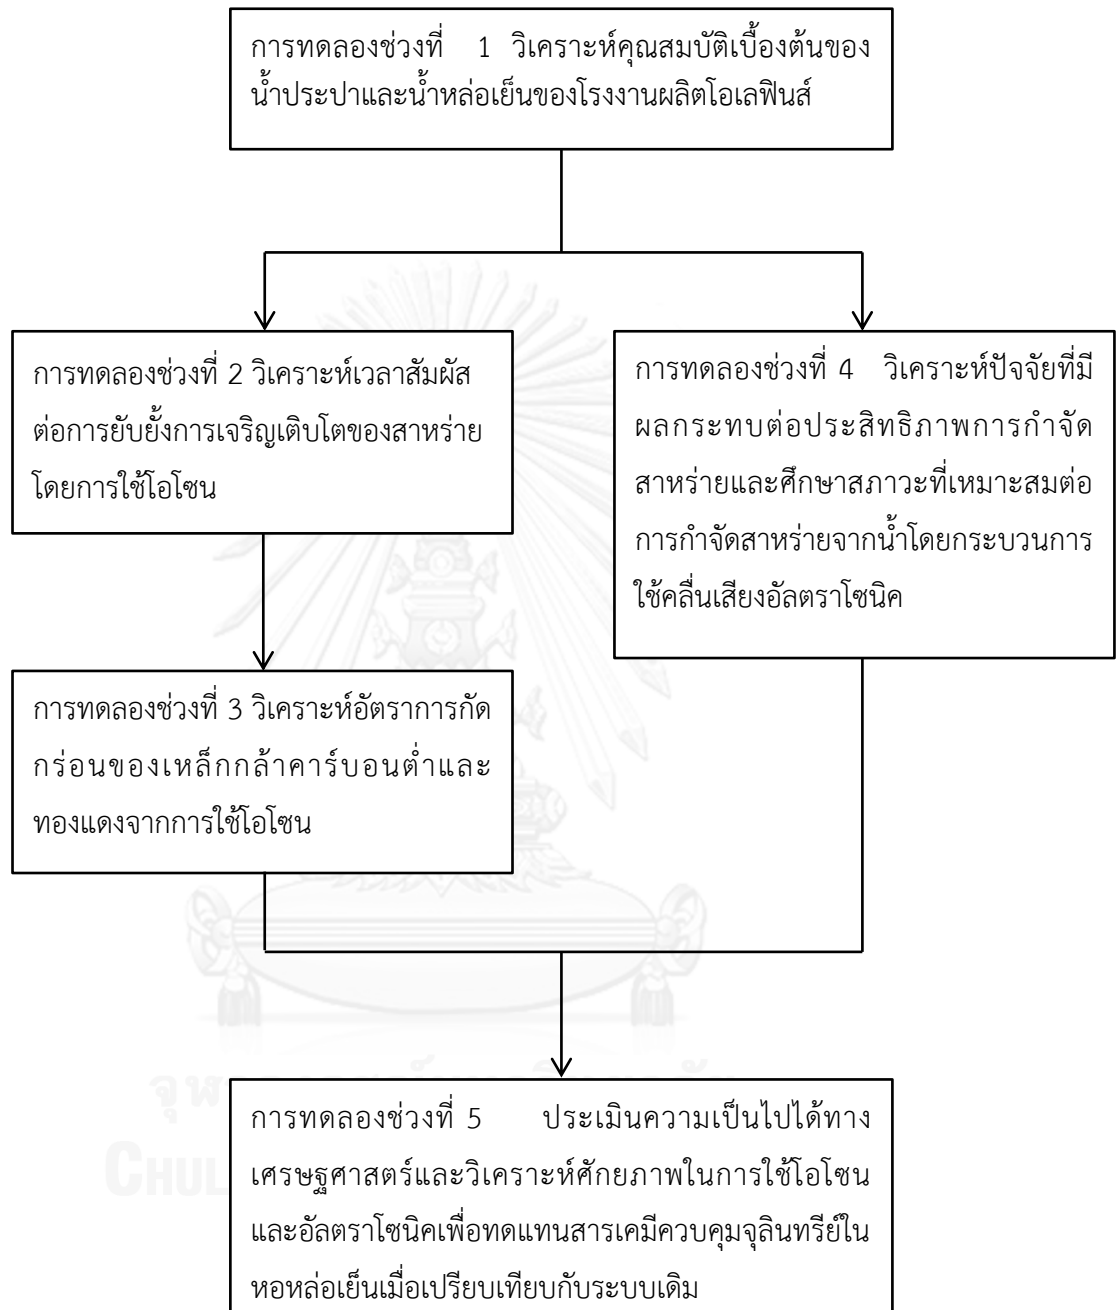 การทดลองช่วงที่ 1 วิเคราะห์คุณสมบัติเบื้องต้นของ
น้ำประปาและน้ำหล่อเย็นของโรงงานผลิตโอเลฟินส์
การทดลองช่วงที่ 2 วิเคราะห์เวลาสัมผัส
ต่อการยับยั้งการเจริญเติบโตของสาหร่าย
โดยการใช้โอโซน
การทดลองช่วงที่ 4 วิเคราะห์ปัจจัยที่มี
ผลกระทบต่อประสิทธิภาพการกำจัด
สาหร่ายและศึกษาสภาวะที่เหมาะสมต่อ
การกำจัดสาหร่ายจากน้ำโดยกระบวนการ
ใช้คลื่นเสียงอัลตราโซนิค
การทดลองช่วงที่ 3 วิเคราะห์อัตราการกัด
กร่อนของเหล็กกล้าคาร์บอนต่ำและ
ทองแดงจากการใช้โอโซน
การทดลองช่วงที่ 5 ประเมินความเป็นไปได้ทาง
เศรษฐศาสตร์และวิเคราะห์ศักยภาพในการใช้โอโซน
และอัลตราโซนิคเพื่อทดแทนสารเคมีควบคุมจุลินทรีย์ใน
หอหล่อเย็นเมื่อเปรียบเทียบกับระบบเดิม
CHUL